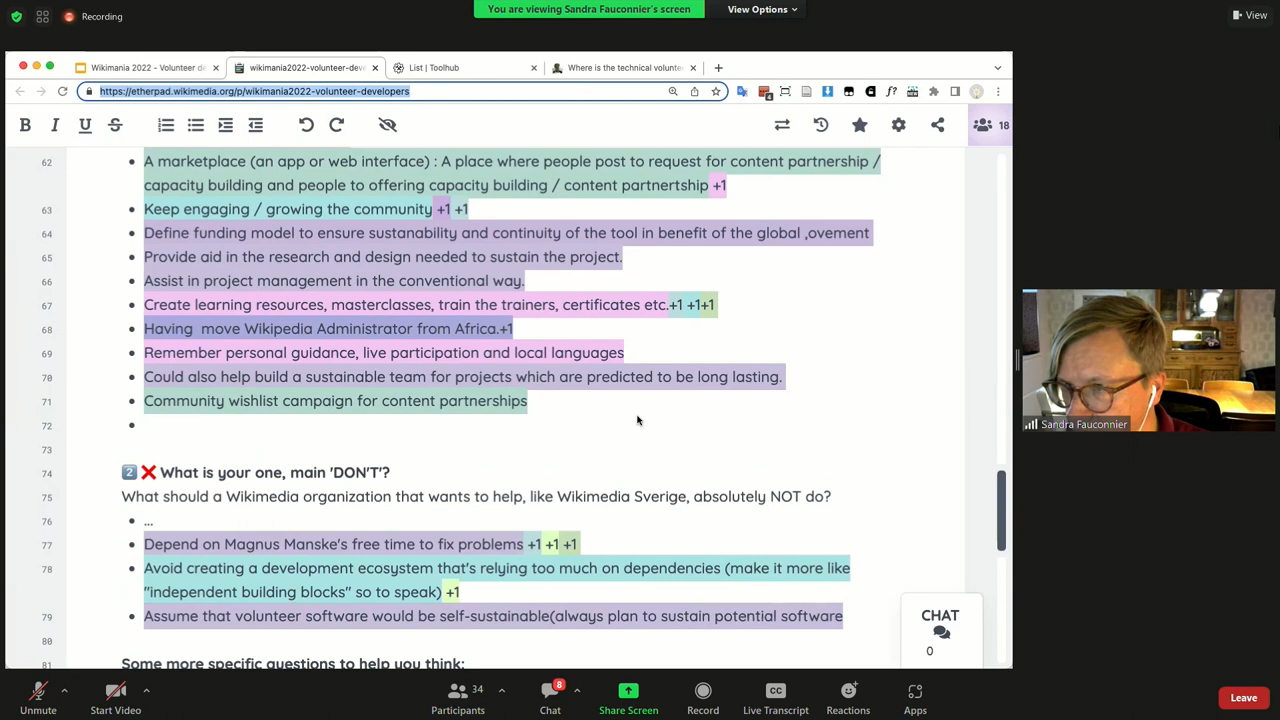 Recording
You are viewing Sandra Fauconnier's screen
View Options
View
Wikimania 2022 - Volunteer de
wikimania2022-volunteer-deve
List | Toolhub
Where is the technical volunte
https://etherpad.wikimedia.org/p/wikimania2022-volunteer-developers
18
62 A marketplace (an app or web interface) : A place where people post to request for content partnership /
capacity building and people to offering capacity building / content partnertship +1
63 Keep engaging / growing the community +1 +1
64 Define funding model to ensure sustanability and continuity of the tool in benefit of the global ,ovement
65 Provide aid in the research and design needed to sustain the project.
66 Assist in project management in the conventional way.
67 Create learning resources, masterclasses, train the trainers, certificates etc.+1 +1+1
68 Having move Wikipedia Administrator from Africa.+1
69 Remember personal guidance, live participation and local languages
70 Could also help build a sustainable team for projects which are predicted to be long lasting.
71 Community wishlist campaign for content partnerships
72
73
74 2 ❌ What is your one, main 'DON'T'?
75 What should a Wikimedia organization that wants to help, like Wikimedia Sverige, absolutely NOT do?
76 ...
77 Depend on Magnus Manske's free time to fix problems +1 +1 +1
78 Avoid creating a development ecosystem that's relying too much on dependencies (make it more like
"independent building blocks" so to speak) +1
79 Assume that volunteer software would be self-sustainable(always plan to sustain potential software
80
81 Some more specific questions to help you think:
CHAT
0
Sandra Fauconnier
Unmute
Start Video
34
Participants
8
Chat
Share Screen
Record
CC
Live Transcript
Reactions
Apps
Leave